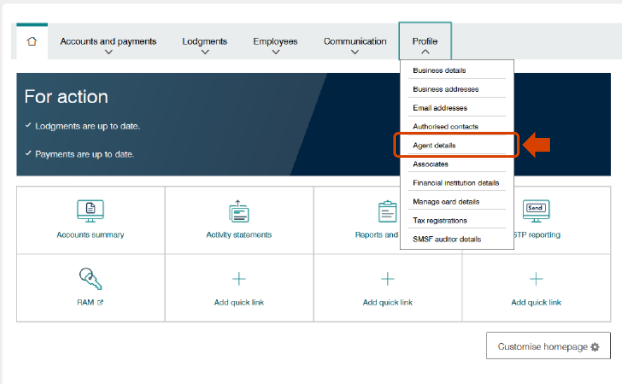 Accounts and payments
Lodgments
Employees
Communication
Profile
Business details
Business addresses
Email addresses
Authorised contacts
Agent details
Associates
Financial institution details
Manage card details
Tax registrations
SMSF auditor details
For action
Lodgments are up to date.
Payments are up to date.
Accounts summary
Activity statements
Reports and
Send
STP reporting
RAM
Add quick link
Add quick link
Add quick link
Customise homepage